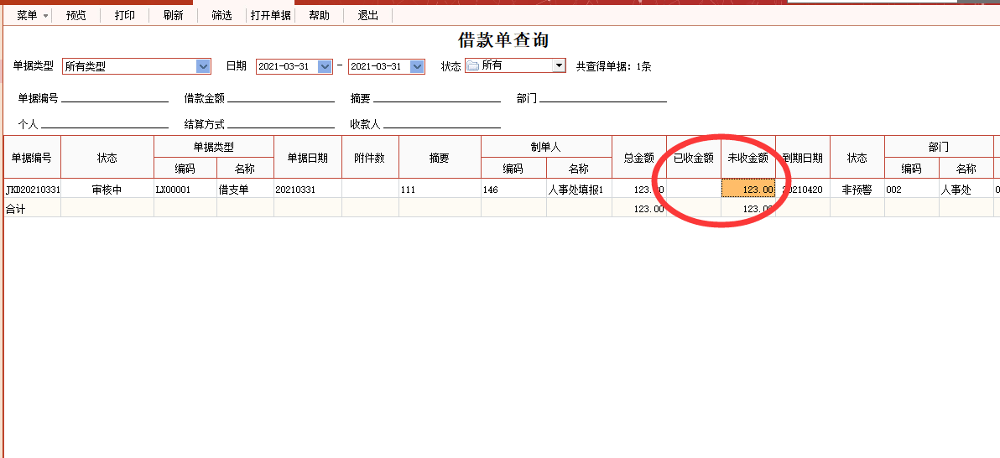 菜单 预览 打印 刷新 筛选 打开单据 帮助 退出
借款单查询
单据类型 所有类型 日期 2021-03-31 - 2021-03-31 状态 所有 共查得单据: 1条
单据编号 借款金额 摘要 部门
个人 结算方式 收款人
单据编号 状态 单据类型 单据日期 附件数 摘要 制单人 总金额 已收金额 未收金额 到期日期 状态 部门
编码 名称 编码 名称 编码 名称
JKD20210331 审核中 LX00001 借支单 20210331 111 146 人事处填报1 123.00 123.00 20210420 非预警 002 人事处 0
合计 123.00 123.00